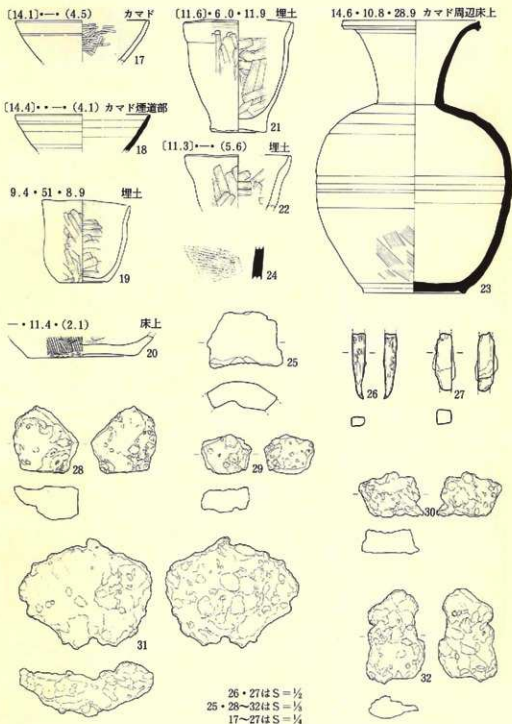 [14.1]・—・(4.5) カマド
17
[11.6]・6.0・11.9 埋土
21
14.6・10.8・28.9 カマド周辺床上
23
[14.4]・・—・(4.1) カマド煙道部
18
[11.3]・—・(5.6) 埋土
22
9.4・51・8.9 埋土
19
24
—・11.4・(2.1) 床上
20
25
26
27
28
29
30
31
32
26・27はS=½
25・28〜32はS=⅓
17〜27はS=¼